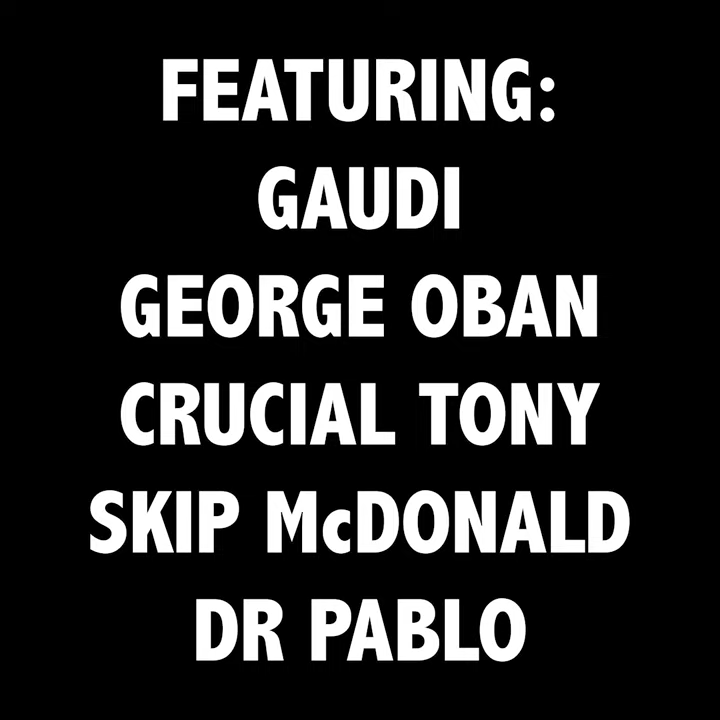 FEATURING:
GAUDI
GEORGE OBAN
CRUCIAL TONY
SKIP McDONALD
DR PABLO